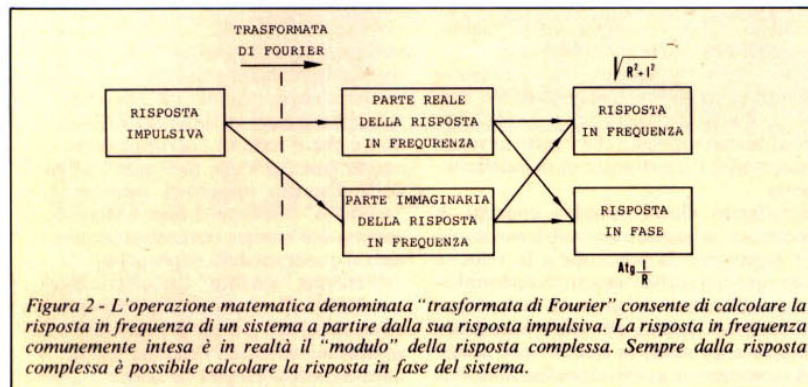 TRASFORMATA
DI FOURIER
RISPOSTA
IMPULSIVA
PARTE REALE
DELLA RISPOSTA
IN FREQURENZA
PARTE IMMAGINARIA
DELLA RISPOSTA
IN FREQUENZA
√R²+I²
RISPOSTA
IN FREQUENZA
RISPOSTA
IN FASE
Atg I/R
Figura 2 - L'operazione matematica denominata "trasformata di Fourier" consente di calcolare la
risposta in frequenza di un sistema a partire dalla sua risposta impulsiva. La risposta in frequenza
comunemente intesa è in realtà il "modulo" della risposta complessa. Sempre dalla risposta
complessa è possibile calcolare la risposta in fase del sistema.